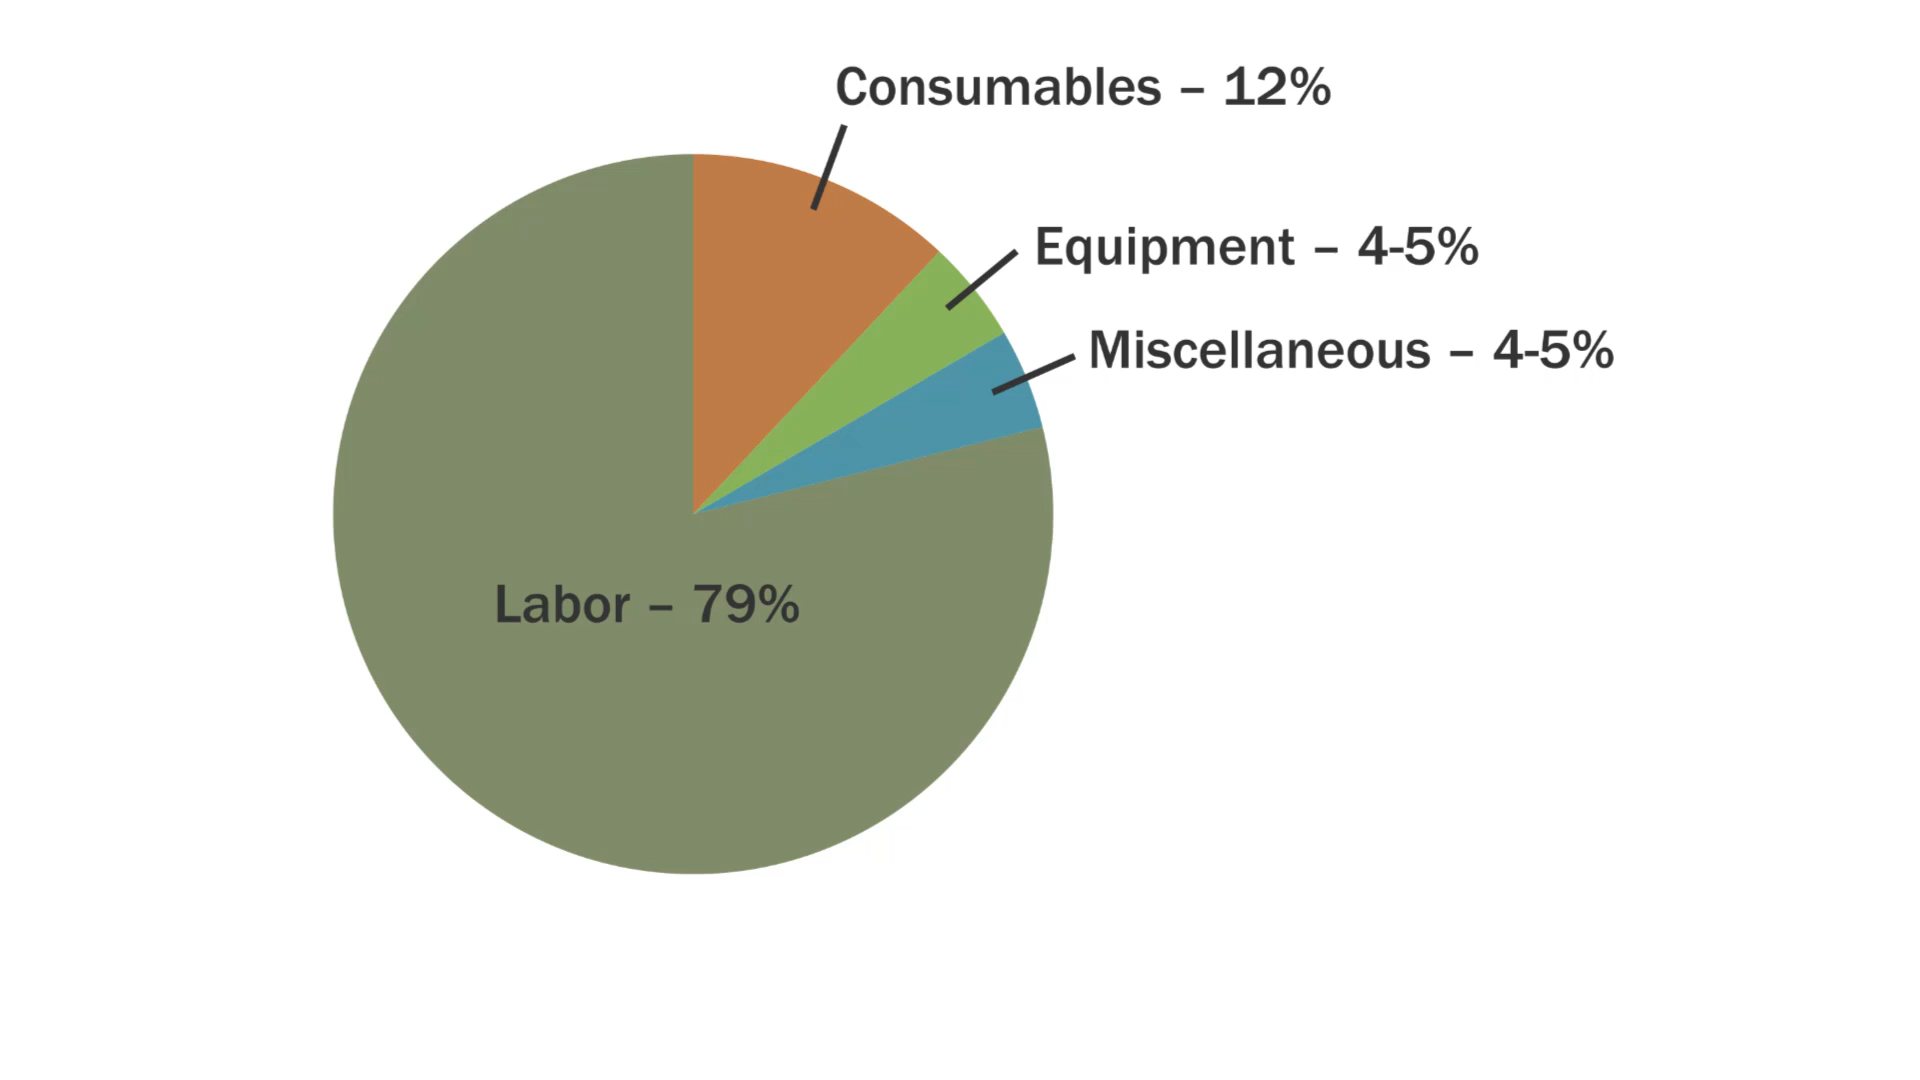 Consumables – 12%
Equipment – 4-5%
Miscellaneous – 4-5%
Labor – 79%